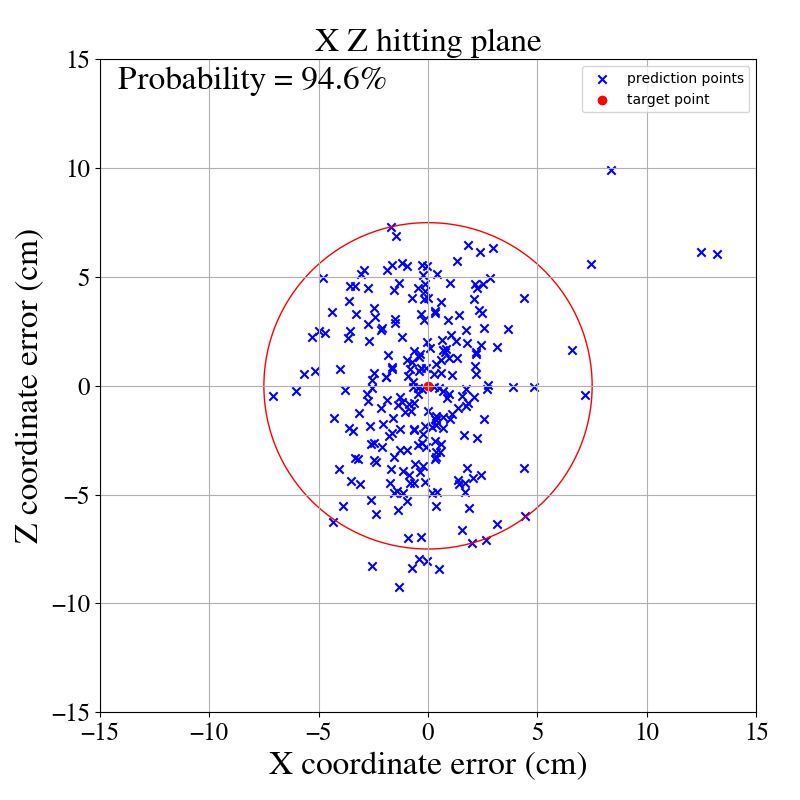 X Z hitting plane
Probability = 94.6%
prediction points
target point
Z coordinate error (cm)
15
10
5
0
−5
−10
−15
−15 −10 −5 0 5 10 15
X coordinate error (cm)